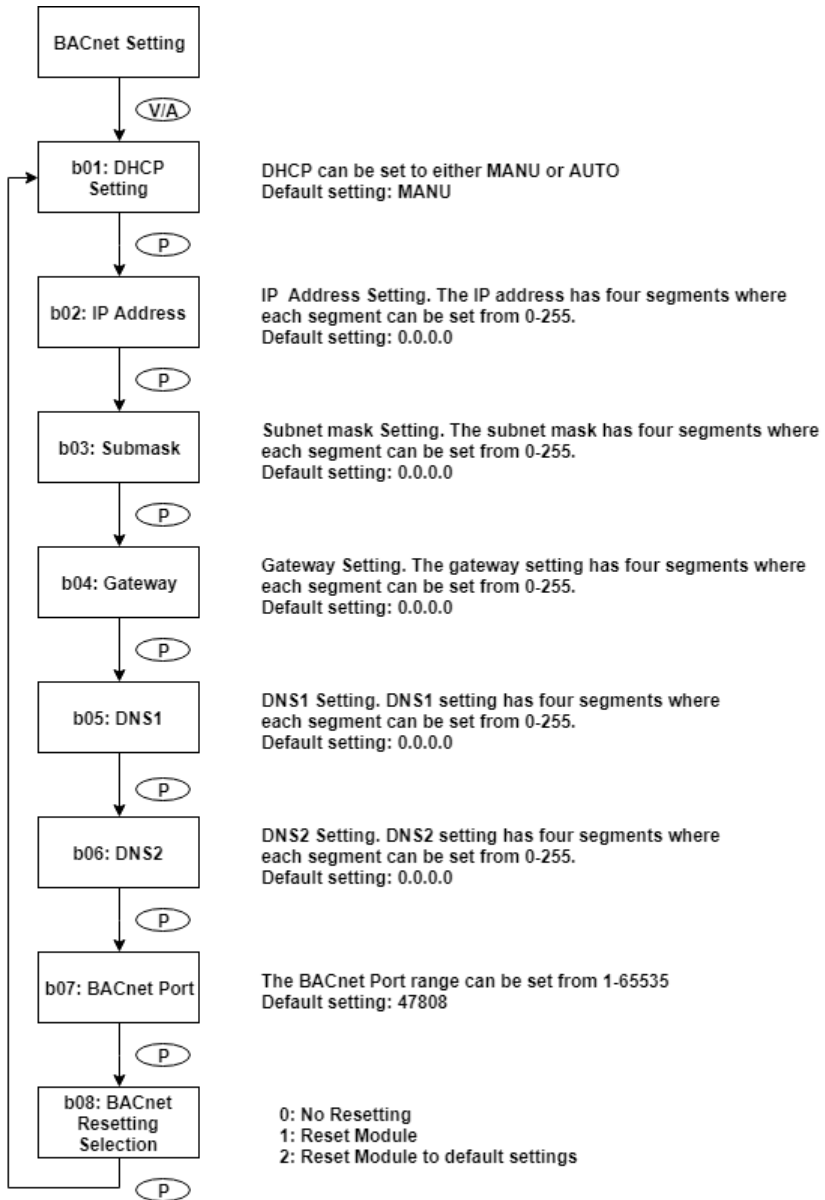 BACnet Setting
V/A
b01: DHCP
Setting
DHCP can be set to either MANU or AUTO
Default setting: MANU
P
b02: IP Address
IP  Address Setting. The IP address has four segments where
each segment can be set from 0-255.
Default setting: 0.0.0.0
P
b03: Submask
Subnet mask Setting. The subnet mask has four segments where
each segment can be set from 0-255.
Default setting: 0.0.0.0
P
b04: Gateway
Gateway Setting. The gateway setting has four segments where
each segment can be set from 0-255.
Default setting: 0.0.0.0
P
b05: DNS1
DNS1 Setting. DNS1 setting has four segments where
each segment can be set from 0-255.
Default setting: 0.0.0.0
P
b06: DNS2
DNS2 Setting. DNS2 setting has four segments where
each segment can be set from 0-255.
Default setting: 0.0.0.0
P
b07: BACnet Port
The BACnet Port range can be set from 1-65535
Default setting: 47808
P
b08: BACnet
Resetting
Selection
0: No Resetting
1: Reset Module
2: Reset Module to default settings
P